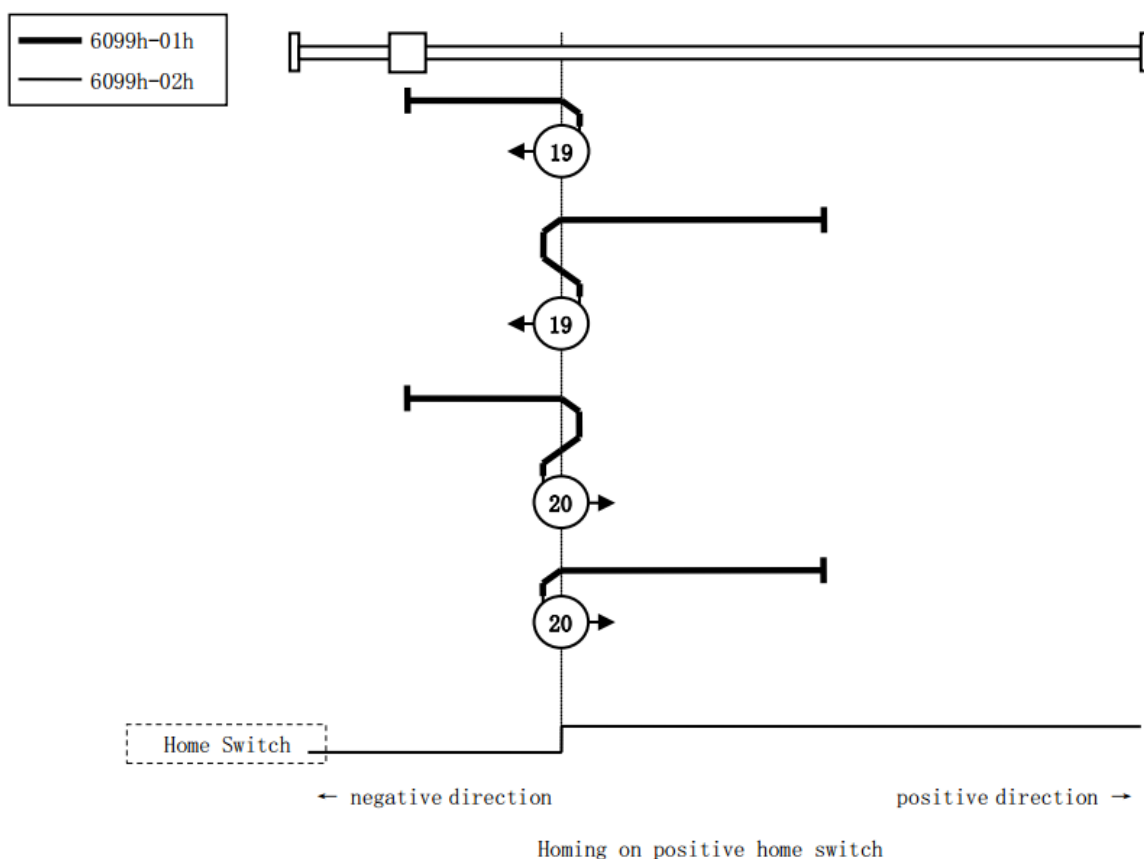 6099h-01h
6099h-02h
19
19
20
20
Home Switch
← negative direction
positive direction →
Homing on positive home switch